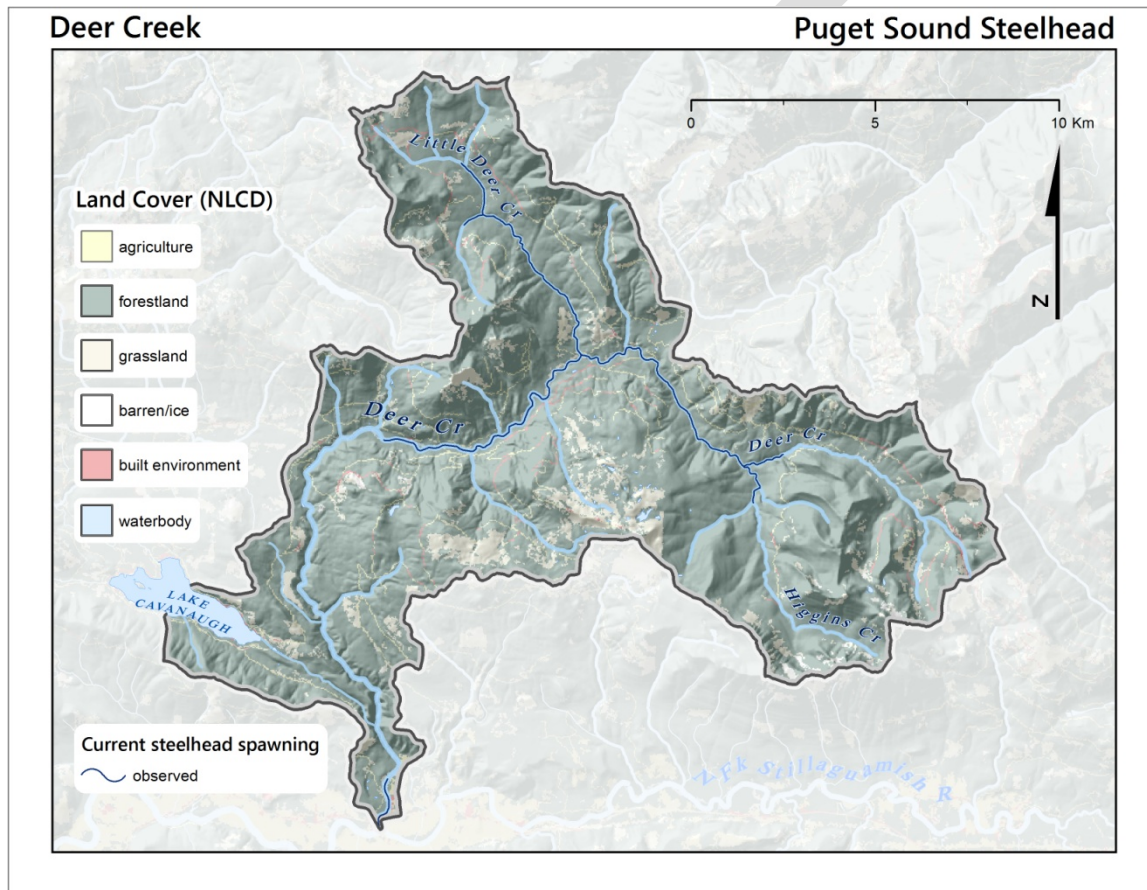 Deer Creek
Puget Sound Steelhead
0
5
10 Km
N
Little Deer Cr
Land Cover (NLCD)
agriculture
forestland
grassland
barren/ice
built environment
waterbody
Deer Cr
Deer Cr
Higgins Cr
LAKE
CAVANAUGH
Current steelhead spawning
observed
N Fk Stillaguamish R